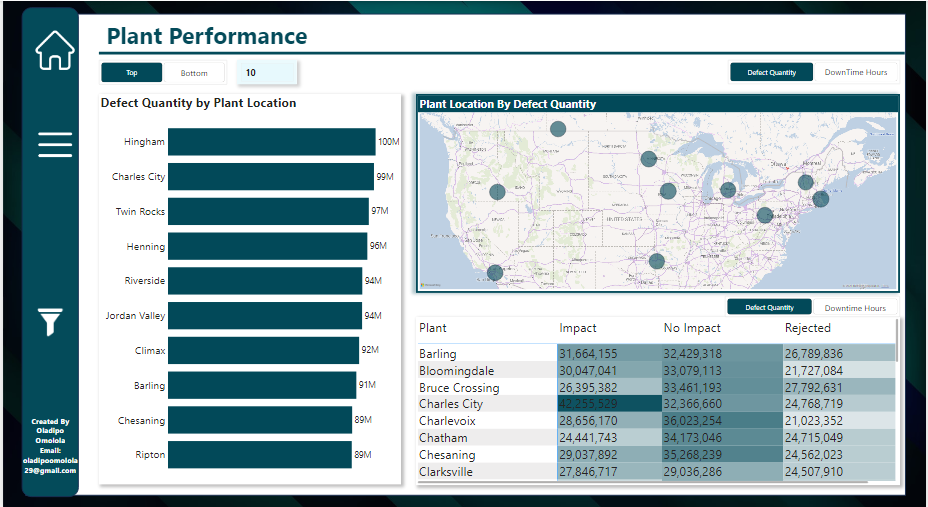 Plant Performance
Top
Bottom
10
Defect Quantity
DownTime Hours
Defect Quantity by Plant Location
Hingham 100M
Charles City 99M
Twin Rocks 97M
Henning 96M
Riverside 94M
Jordan Valley 94M
Climax 92M
Barling 91M
Chesaning 89M
Ripton 89M
Plant Location By Defect Quantity
UNITED STATES
Ottawa
Montreal
Defect Quantity
Downtime Hours
Plant Impact No Impact Rejected
Barling 31,664,155 32,429,318 26,789,836
Bloomingdale 30,047,041 33,079,113 21,727,084
Bruce Crossing 26,395,382 33,461,193 27,792,631
Charles City 42,255,529 32,366,660 24,768,719
Charlevoix 28,656,170 36,023,254 21,023,352
Chatham 24,441,743 34,173,046 24,715,049
Chesaning 29,037,892 35,268,239 24,562,023
Clarksville 27,846,717 29,036,286 24,507,910
Created By
Oladipo
Omolola
Email:
oladipoomolola
29@gmail.com